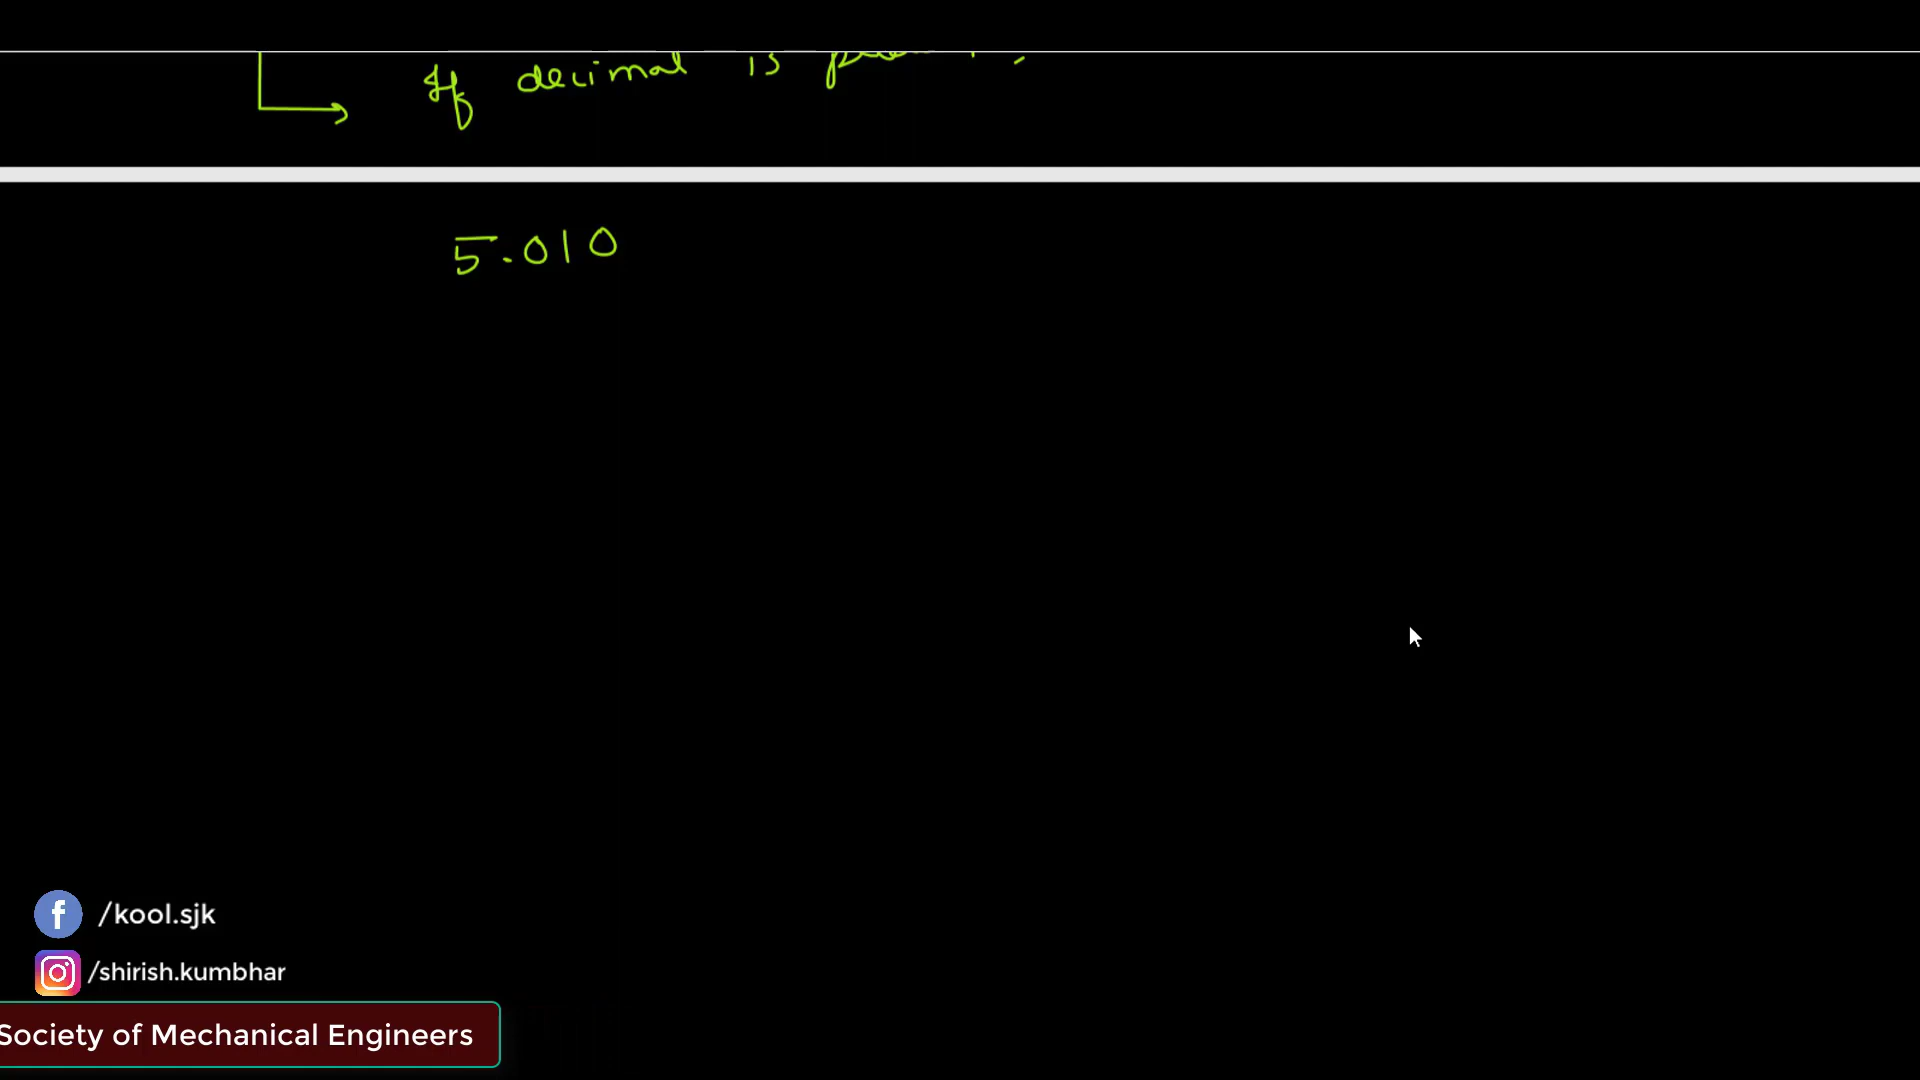 If decimal is
5.010
/kool.sjk
/shirish.kumbhar
Society of Mechanical Engineers